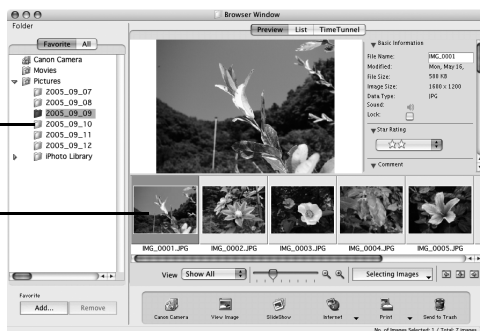 Browser Window
Folder
Favorite All
Canon Camera
Movies
Pictures
2005_09_07
2005_09_08
2005_09_09
2005_09_10
2005_09_11
2005_09_12
iPhoto Library
Favorite
Add... Remove
Preview List TimeTunnel
Basic Information
File Name: IMG_0001
Modified: Mon, May 16,
File Size: 588 KB
Image Size: 1600 x 1200
Data Type: JPG
Sound:
Lock:
Star Rating
Comment
IMG_0001.JPG IMG_0002.JPG IMG_0003.JPG IMG_0004.JPG IMG_0005.JPG
View Show All Selecting Images
Canon Camera View Image SlideShow Internet Print Send to Trash
No. of Images Selected: 1 / Total: 7 images